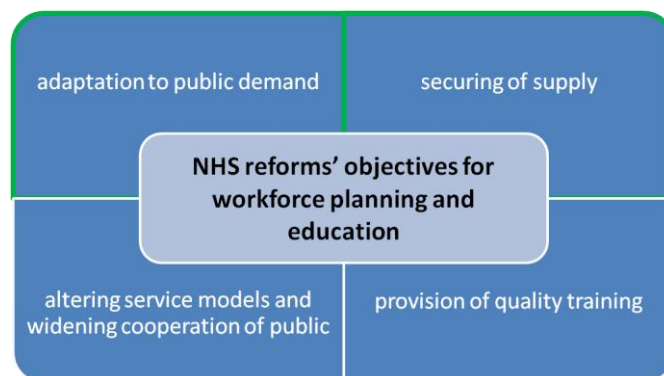 adaptation to public demand
securing of supply
NHS reforms' objectives for
workforce planning and
education
altering service models and
widening cooperation of public
provision of quality training